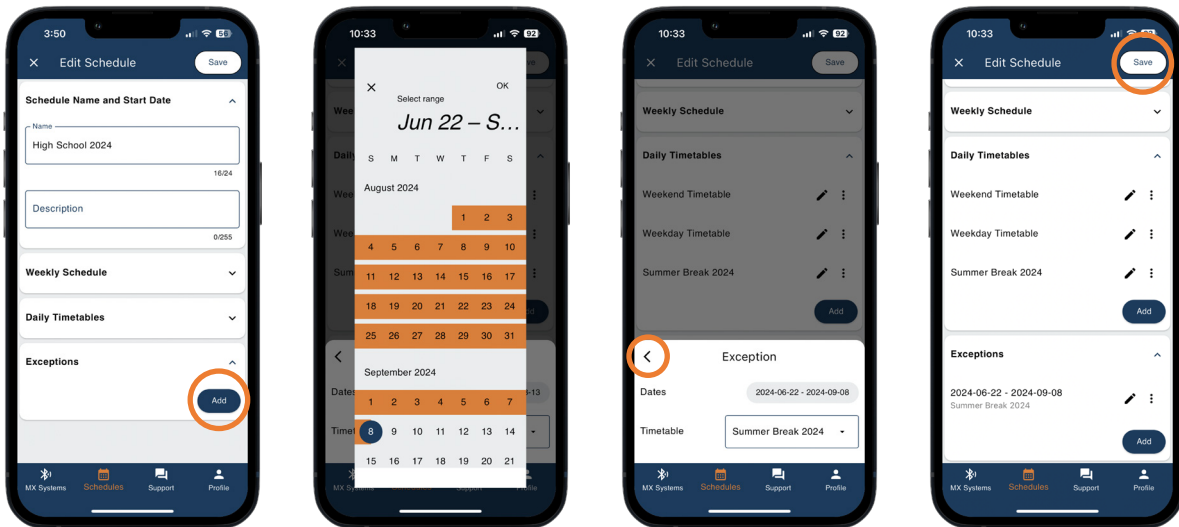 3:50
5
Edit Schedule
Save
Schedule Name and Start Date
Name
High School 2024
16/24
Description
0/255
Weekly Schedule
Daily Timetables
Exceptions
Add
MX Systems
Schedules
Support
Profile
10:33
92
OK
Select range
Jun 22 – S...
S M T W T F S
August 2024
1 2 3
4 5 6 7 8 9 10
11 12 13 14 15 16 17
18 19 20 21 22 23 24
25 26 27 28 29 30 31
September 2024
1 2 3 4 5 6 7
8 9 10 11 12 13 14
15 16 17 18 19 20 21
10:33
92
Edit Schedule
Save
Weekly Schedule
Daily Timetables
Weekend Timetable
Weekday Timetable
Summer Break 2024
Add
Exception
Dates
2024-06-22 - 2024-09-08
Timetable
Summer Break 2024
MX Systems
Schedules
Support
Profile
10:33
Edit Schedule
Save
Weekly Schedule
Daily Timetables
Weekend Timetable
Weekday Timetable
Summer Break 2024
Add
Exceptions
2024-06-22 - 2024-09-08
Summer Break 2024
Add
MX Systems
Schedules
Support
Profile